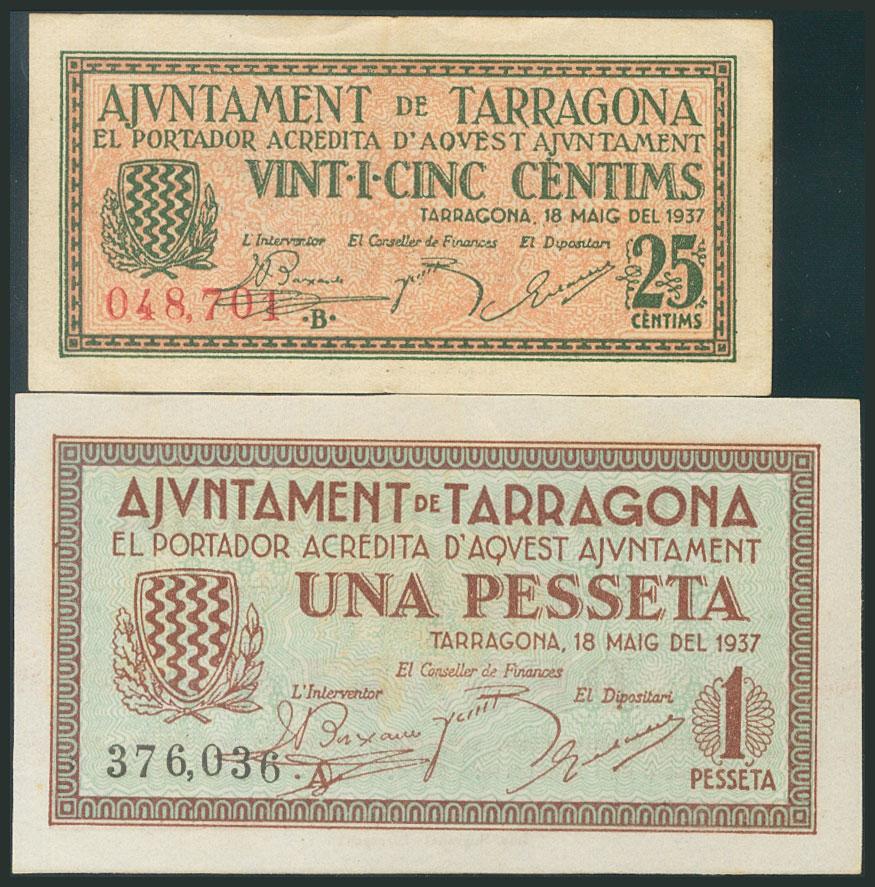 AJVNTAMENT DE TARRAGONA
EL PORTADOR ACREDITA D'AQVEST AJVNTAMENT
VINT·I·CINC CÈNTIMS
TARRAGONA, 18 MAIG DEL 1937
L'Interventor El Conseller de Finances El Dipositari
25
CÈNTIMS
048,701 ·B·
AJVNTAMENT DE TARRAGONA
EL PORTADOR ACREDITA D'AQVEST AJVNTAMENT
UNA PESSETA
TARRAGONA, 18 MAIG DEL 1937
El Conseller de Finances
L'Interventor El Dipositari
1
376,036 ·A·
PESSETA